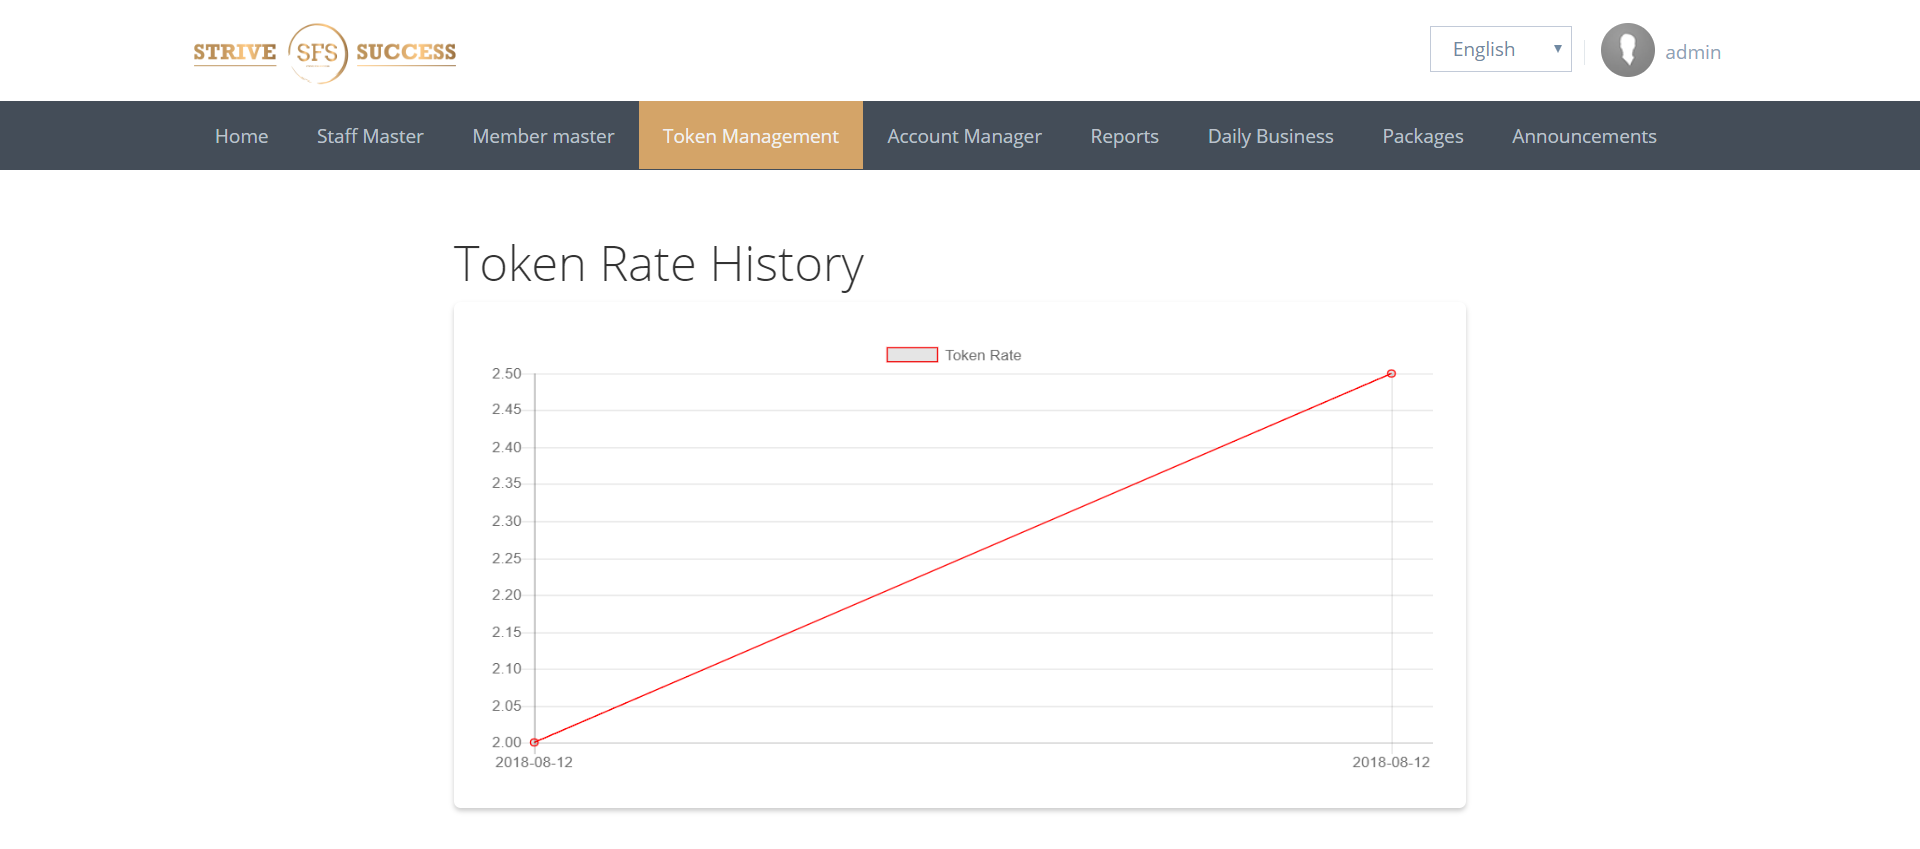 STRIVE SFS SUCCESS
English
admin
Home Staff Master Member master Token Management Account Manager Reports Daily Business Packages Announcements
Token Rate History
Token Rate
2.50
2.45
2.40
2.35
2.30
2.25
2.20
2.15
2.10
2.05
2.00
2018-08-12 2018-08-12